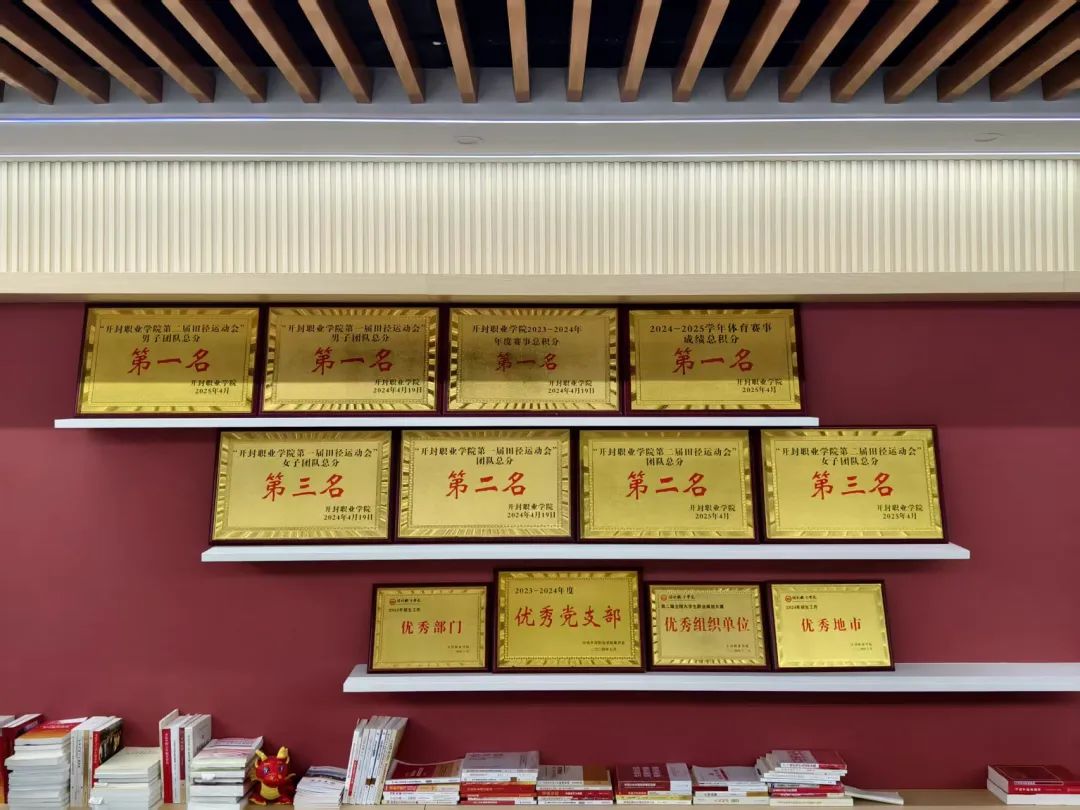 “开封职业学院第二届田径运动会”
男子团队总分
第一名
开封职业学院
2025年4月
“开封职业学院第一届田径运动会”
男子团队总分
第一名
开封职业学院
2024年4月19日
开封职业学院2023-2024年
年度赛事总积分
第一名
开封职业学院
2024年4月19日
2024-2025学年体育赛事
成绩总积分
第一名
开封职业学院
2025年4月
“开封职业学院第一届田径运动会”
女子团队总分
第三名
开封职业学院
2024年4月19日
“开封职业学院第一届田径运动会”
团队总分
第二名
开封职业学院
2024年4月19日
“开封职业学院第二届田径运动会”
团队总分
第二名
开封职业学院
2025年4月
“开封职业学院第二届田径运动会”
女子团队总分
第三名
开封职业学院
2025年4月
2024年招生工作
优秀部门
2023-2024年度
优秀党支部
优秀组织单位
2024年招生工作
优秀地市